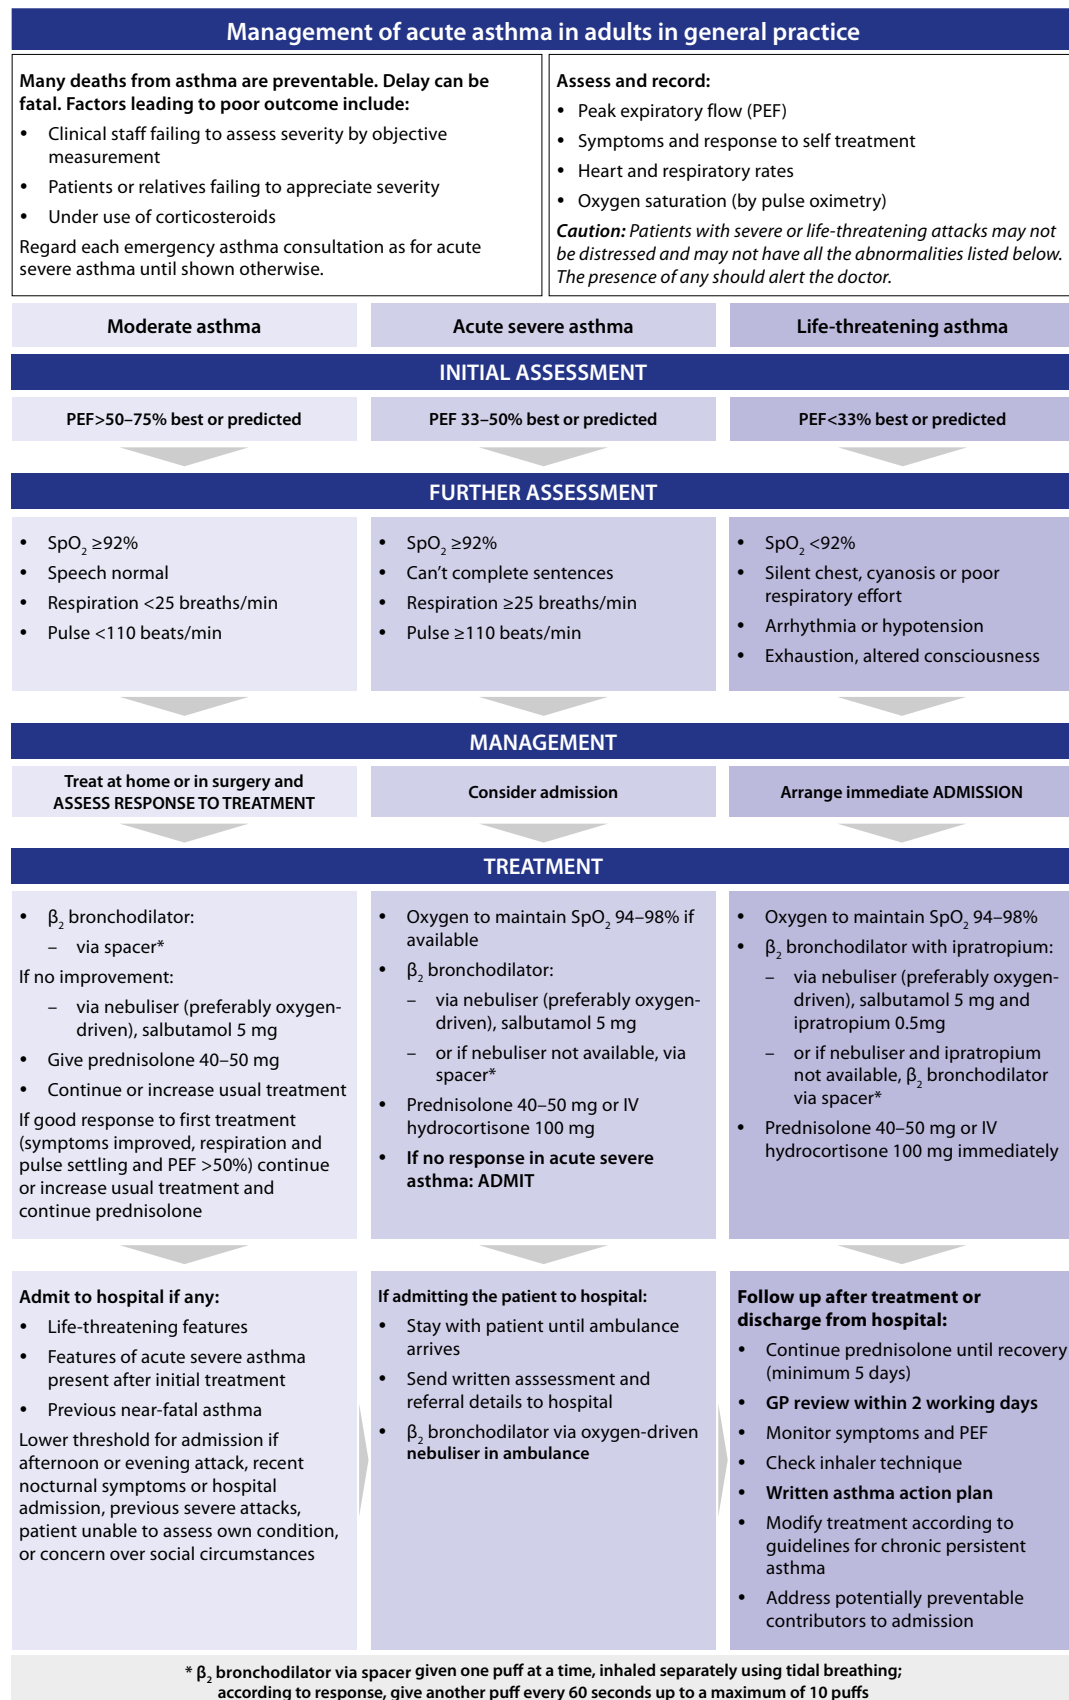 Management of acute asthma in adults in general practice
Many deaths from asthma are preventable. Delay can be
fatal. Factors leading to poor outcome include:
• Clinical staff failing to assess severity by objective
measurement
• Patients or relatives failing to appreciate severity
• Under use of corticosteroids
Regard each emergency asthma consultation as for acute
severe asthma until shown otherwise.
Assess and record:
• Peak expiratory flow (PEF)
• Symptoms and response to self treatment
• Heart and respiratory rates
• Oxygen saturation (by pulse oximetry)
Caution: Patients with severe or life-threatening attacks may not
be distressed and may not have all the abnormalities listed below.
The presence of any should alert the doctor.
Moderate asthma
Acute severe asthma
Life-threatening asthma
INITIAL ASSESSMENT
PEF>50–75% best or predicted
PEF 33–50% best or predicted
PEF<33% best or predicted
FURTHER ASSESSMENT
• SpO₂ ≥92%
• Speech normal
• Respiration <25 breaths/min
• Pulse <110 beats/min
• SpO₂ ≥92%
• Can’t complete sentences
• Respiration ≥25 breaths/min
• Pulse ≥110 beats/min
• SpO₂ <92%
• Silent chest, cyanosis or poor
respiratory effort
• Arrhythmia or hypotension
• Exhaustion, altered consciousness
MANAGEMENT
Treat at home or in surgery and
ASSESS RESPONSE TO TREATMENT
Consider admission
Arrange immediate ADMISSION
TREATMENT
• β₂ bronchodilator:
– via spacer*
If no improvement:
– via nebuliser (preferably oxygen-
driven), salbutamol 5 mg
• Give prednisolone 40–50 mg
• Continue or increase usual treatment
If good response to first treatment
(symptoms improved, respiration and
pulse settling and PEF >50%) continue
or increase usual treatment and
continue prednisolone
• Oxygen to maintain SpO₂ 94–98% if
available
• β₂ bronchodilator:
– via nebuliser (preferably oxygen-
driven), salbutamol 5 mg
– or if nebuliser not available, via
spacer*
• Prednisolone 40–50 mg or IV
hydrocortisone 100 mg
• If no response in acute severe
asthma: ADMIT
• Oxygen to maintain SpO₂ 94–98%
• β₂ bronchodilator with ipratropium:
– via nebuliser (preferably oxygen-
driven), salbutamol 5 mg and
ipratropium 0.5mg
– or if nebuliser and ipratropium
not available, β₂ bronchodilator
via spacer*
• Prednisolone 40–50 mg or IV
hydrocortisone 100 mg immediately
Admit to hospital if any:
• Life-threatening features
• Features of acute severe asthma
present after initial treatment
• Previous near-fatal asthma
Lower threshold for admission if
afternoon or evening attack, recent
nocturnal symptoms or hospital
admission, previous severe attacks,
patient unable to assess own condition,
or concern over social circumstances
If admitting the patient to hospital:
• Stay with patient until ambulance
arrives
• Send written asssessment and
referral details to hospital
• β₂ bronchodilator via oxygen-driven
nebuliser in ambulance
Follow up after treatment or
discharge from hospital:
• Continue prednisolone until recovery
(minimum 5 days)
• GP review within 2 working days
• Monitor symptoms and PEF
• Check inhaler technique
• Written asthma action plan
• Modify treatment according to
guidelines for chronic persistent
asthma
• Address potentially preventable
contributors to admission
* β₂ bronchodilator via spacer given one puff at a time, inhaled separately using tidal breathing;
according to response, give another puff every 60 seconds up to a maximum of 10 puffs